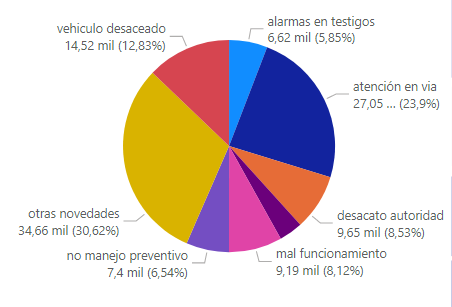 alarmas en testigos
6,62 mil (5,85%)
atención en via
27,05 ... (23,9%)
desacato autoridad
9,65 mil (8,53%)
mal funcionamiento
9,19 mil (8,12%)
no manejo preventivo
7,4 mil (6,54%)
otras novedades
34,66 mil (30,62%)
vehiculo desaceado
14,52 mil (12,83%)